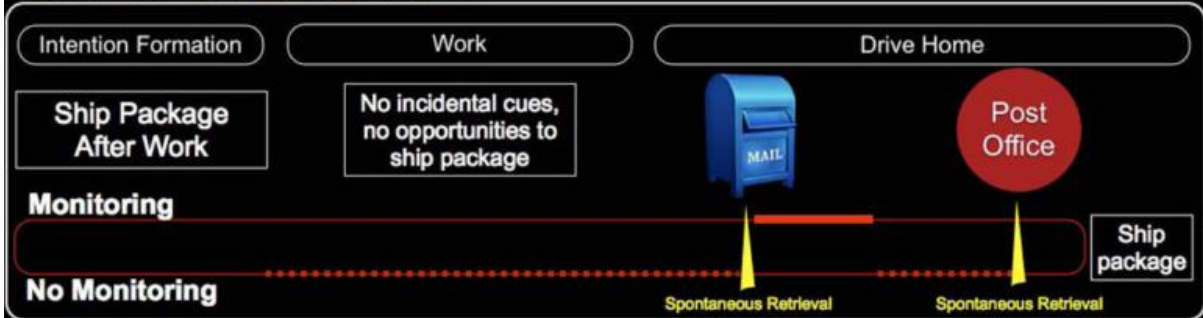 Intention Formation
Work
Drive Home
Ship Package
After Work
No incidental cues,
no opportunities to
ship package
MAIL
Post
Office
Monitoring
Ship
package
No Monitoring
Spontaneous Retrieval
Spontaneous Retrieval